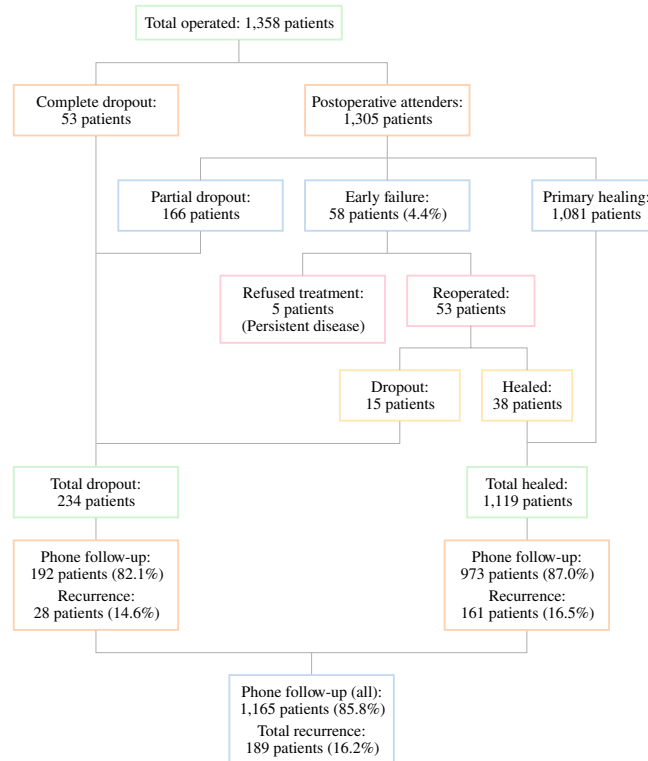 Total operated: 1,358 patients
Complete dropout:
53 patients
Postoperative attenders:
1,305 patients
Partial dropout:
166 patients
Early failure:
58 patients (4.4%)
Primary healing:
1,081 patients
Refused treatment:
5 patients
(Persistent disease)
Reoperated:
53 patients
Dropout:
15 patients
Healed:
38 patients
Total dropout:
234 patients
Total healed:
1,119 patients
Phone follow-up:
192 patients (82.1%)
Recurrence:
28 patients (14.6%)
Phone follow-up:
973 patients (87.0%)
Recurrence:
161 patients (16.5%)
Phone follow-up (all):
1,165 patients (85.8%)
Total recurrence:
189 patients (16.2%)